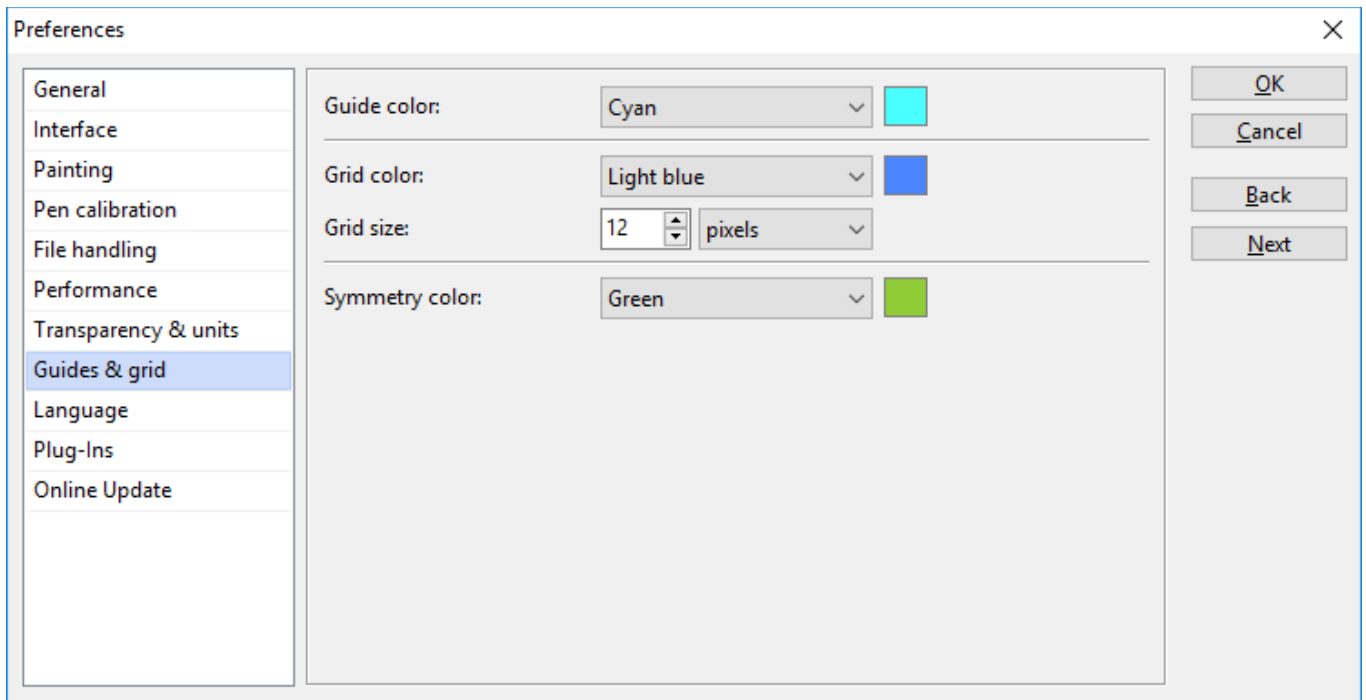 Preferences
General
Interface
Painting
Pen calibration
File handling
Performance
Transparency & units
Guides & grid
Language
Plug-Ins
Online Update
Guide color: Cyan
Grid color: Light blue
Grid size: 12 pixels
Symmetry color: Green
OK
Cancel
Back
Next